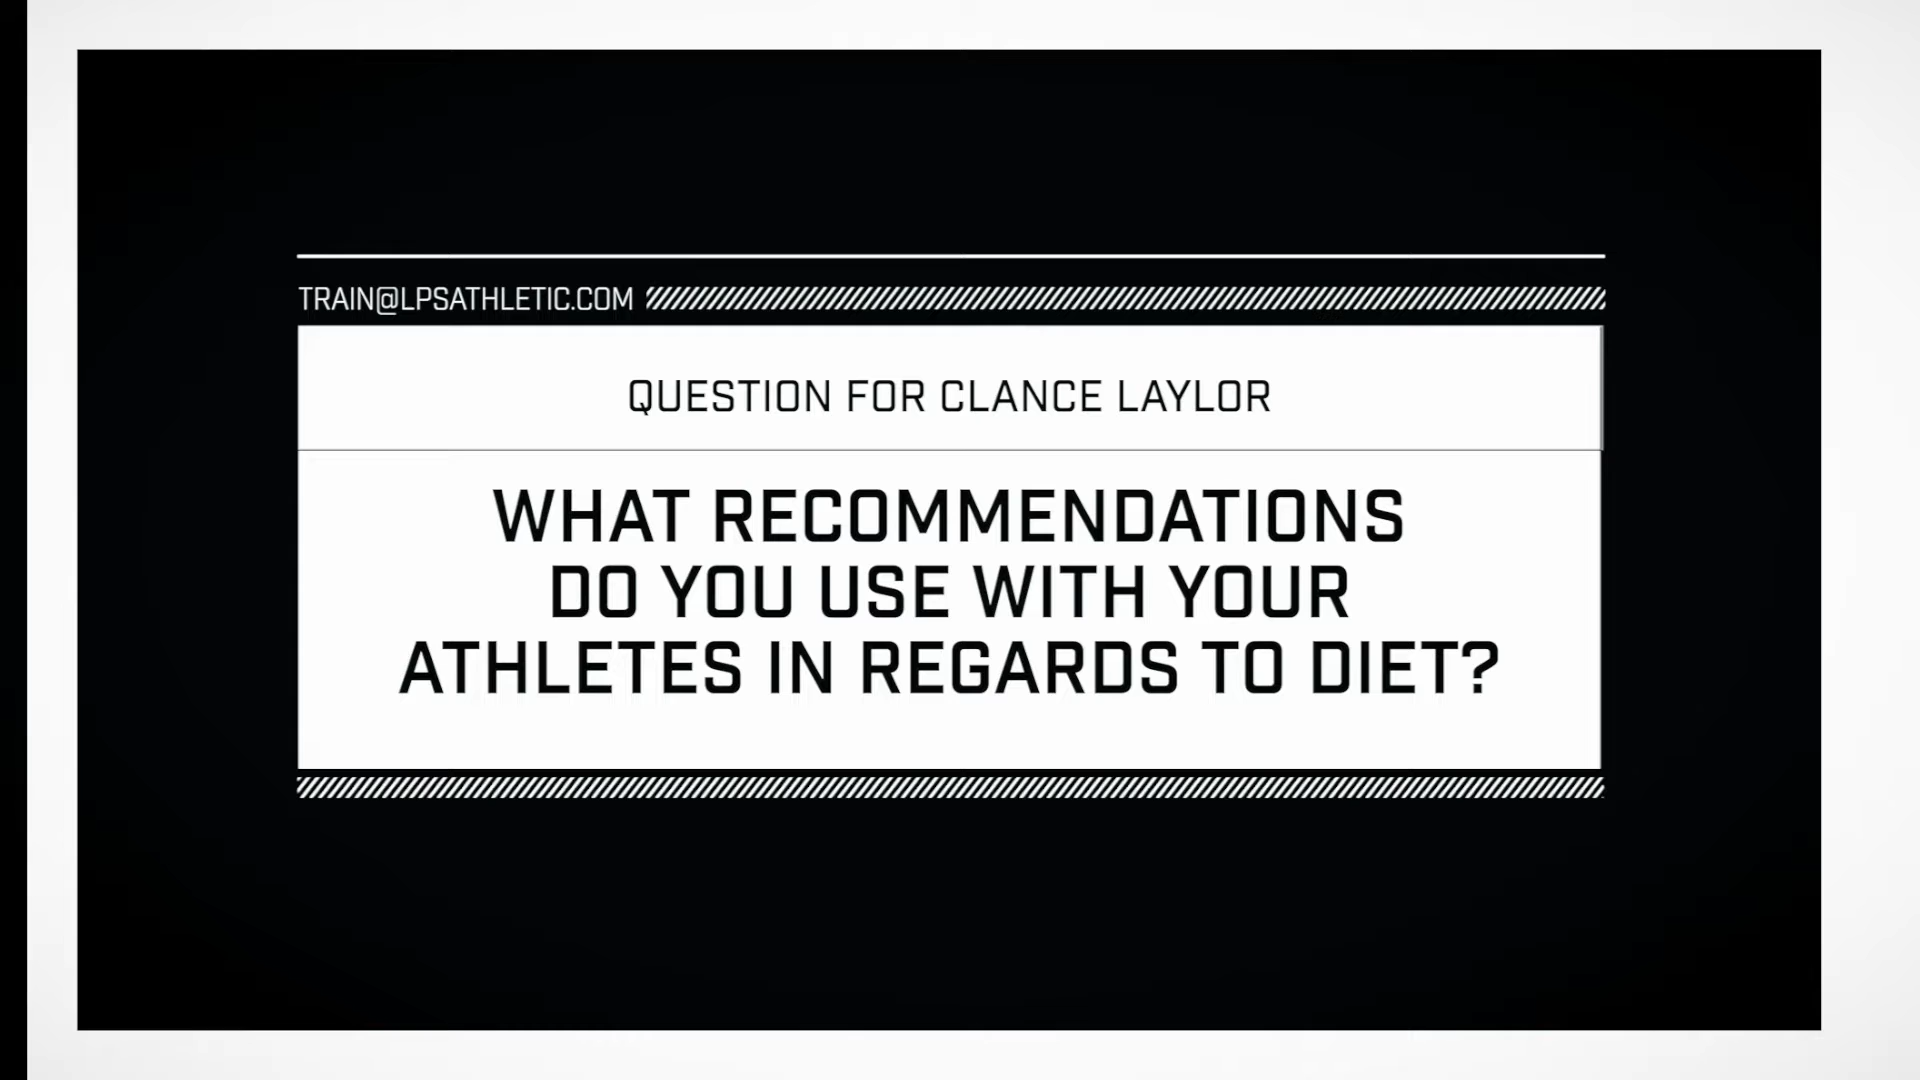 TRAIN@LPSATHLETIC.COM
QUESTION FOR CLANCE LAYLOR
WHAT RECOMMENDATIONS
DO YOU USE WITH YOUR
ATHLETES IN REGARDS TO DIET?